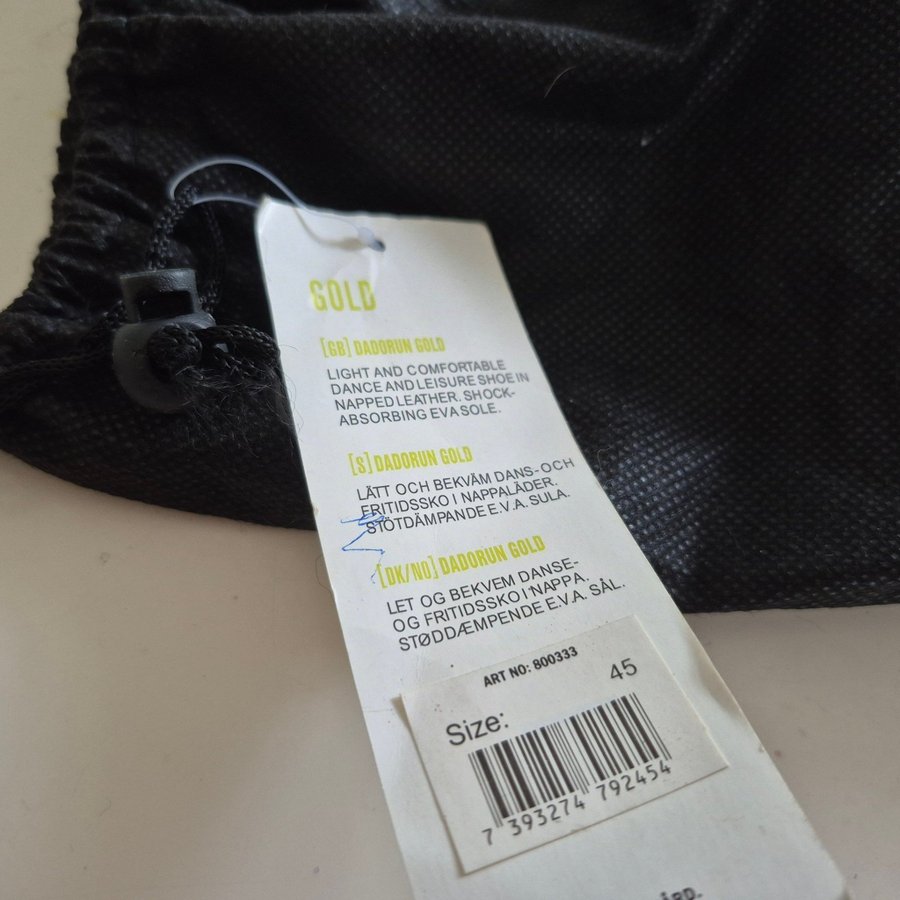 GOLD
[GB] DADORUN GOLD
LIGHT AND COMFORTABLE
DANCE AND LEISURE SHOE IN
NAPPED LEATHER. SHOCK-
ABSORBING EVA SOLE.
[S] DADORUN GOLD
LÄTT OCH BEKVÄM DANS- OCH
FRITIDSSKO I NAPPALÄDER.
STÖTDÄMPANDE E.V.A. SULA.
[DK/NO] DADORUN GOLD
LET OG BEKVEM DANSE-
OG FRITIDSSKO I NAPPA.
STØDDÆMPENDE E.V.A. SÅL.
ART NO: 800333
Size: 45
7 393274 792454